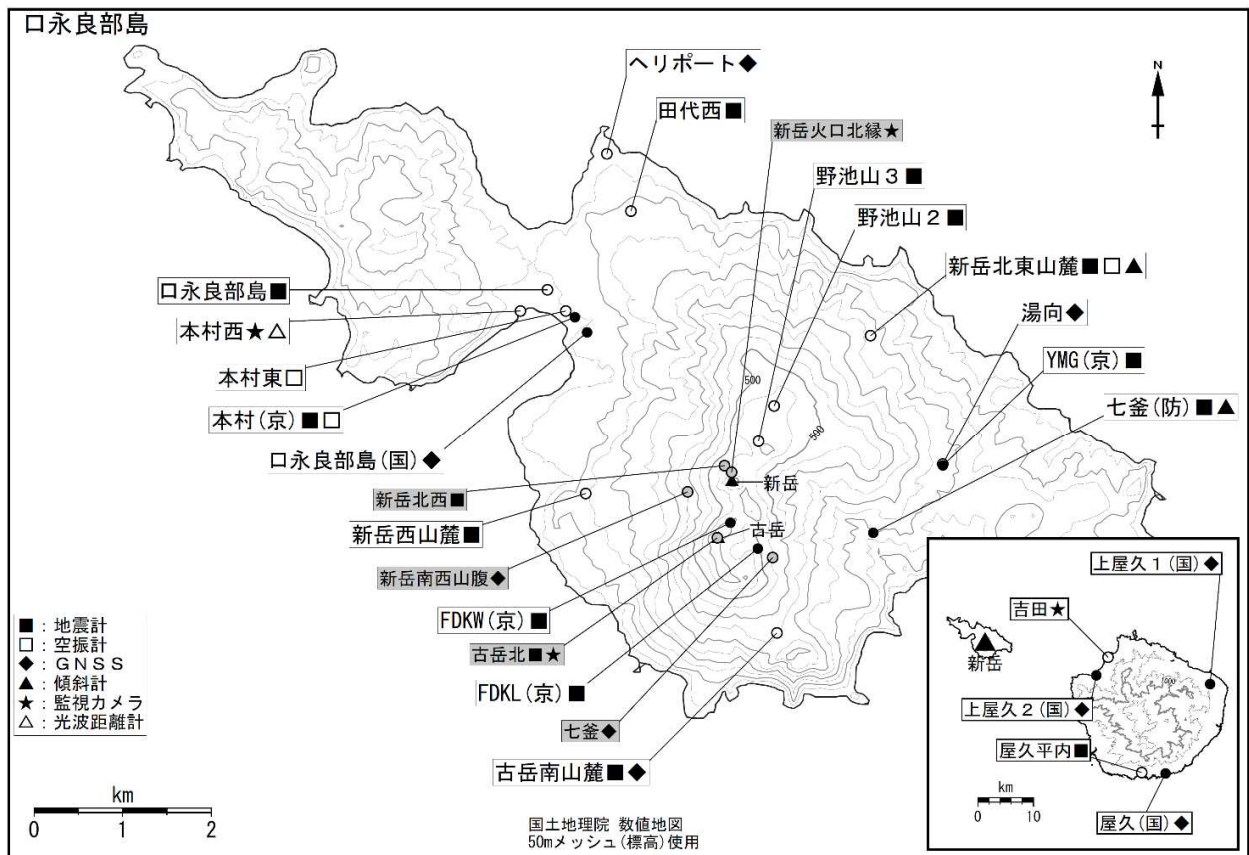 口永良部島
N
ヘリポート◆
田代西■
新岳火口北縁★
野池山3■
野池山2■
新岳北東山麓■□▲
口永良部島■
湯向◆
本村西★△
YMG(京)■
本村東□
500
七釜(防)■▲
本村(京)■□
500
口永良部島(国)◆
新岳
新岳北西■
新岳西山麓■
古岳
新岳南西山腹◆
FDKW(京)■
古岳北■★
FDKL(京)■
七釜◆
古岳南山麓■◆
■:地震計
□:空振計
◆:GNSS
▲:傾斜計
★:監視カメラ
△:光波距離計
km
0 1 2
国土地理院 数値地図
50mメッシュ(標高)使用
上屋久1(国)◆
吉田★
新岳
1000
上屋久2(国)◆
屋久平内■
km
0 10
屋久(国)◆